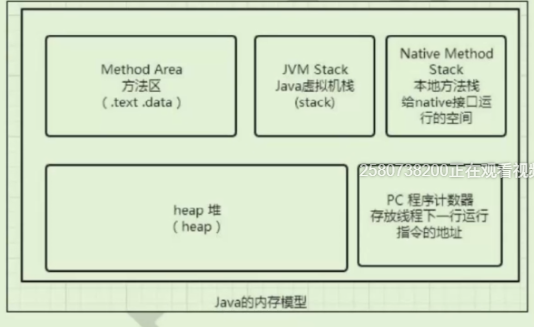 Method Area
方法区
（.text .data）
JVM Stack
Java虚拟机栈
(stack)
Native Method
Stack
本地方法栈
给native接口运
行的空间
2580738200正在观看视频
heap 堆
（heap）
PC 程序计数器
存放线程下一行运行
指令的地址
Java的内存模型